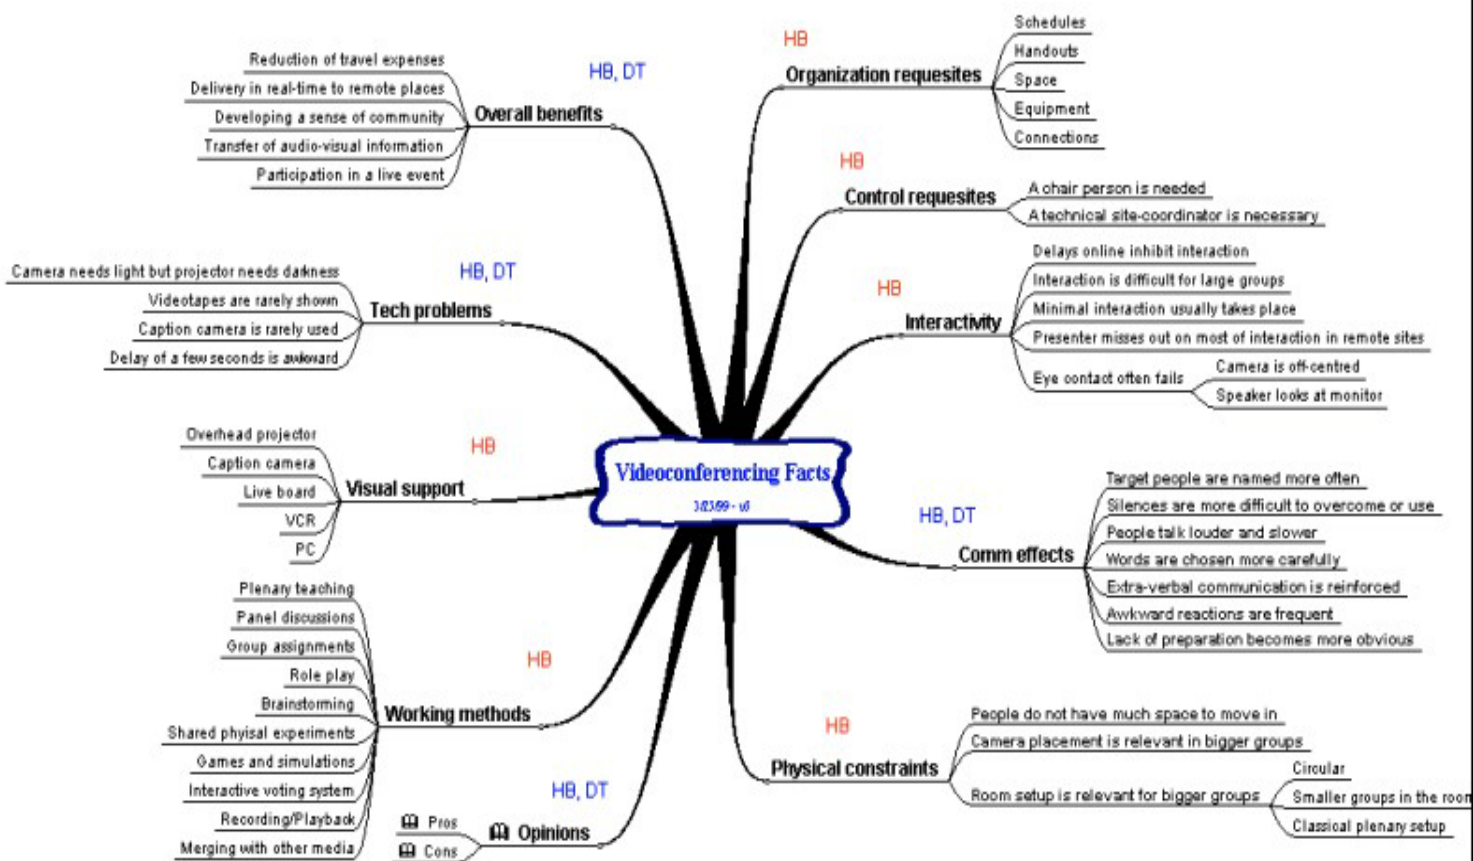 Videoconferencing Facts
3/23/99 - v6
HB
Organization requesites
Schedules
Handouts
Space
Equipment
Connections
HB
Control requesites
A chair person is needed
A technical site-coordinator is necessary
HB
Interactivity
Delays online inhibit interaction
Interaction is difficult for large groups
Minimal interaction usually takes place
Presenter misses out on most of interaction in remote sites
Eye contact often fails
Camera is off-centred
Speaker looks at monitor
HB, DT
Comm effects
Target people are named more often
Silences are more difficult to overcome or use
People talk louder and slower
Words are chosen more carefully
Extra-verbal communication is reinforced
Awkward reactions are frequent
Lack of preparation becomes more obvious
HB
Physical constraints
People do not have much space to move in
Camera placement is relevant in bigger groups
Room setup is relevant for bigger groups
Circular
Smaller groups in the room
Classical plenary setup
HB, DT
Overall benefits
Reduction of travel expenses
Delivery in real-time to remote places
Developing a sense of community
Transfer of audio-visual information
Participation in a live event
HB, DT
Tech problems
Camera needs light but projector needs darkness
Videotapes are rarely shown
Caption camera is rarely used
Delay of a few seconds is awkward
HB
Visual support
Overhead projector
Caption camera
Live board
VCR
PC
HB
Working methods
Plenary teaching
Panel discussions
Group assignments
Role play
Brainstorming
Shared phyisal experiments
Games and simulations
Interactive voting system
Recording/Playback
Merging with other media
HB, DT
Opinions
Pros
Cons